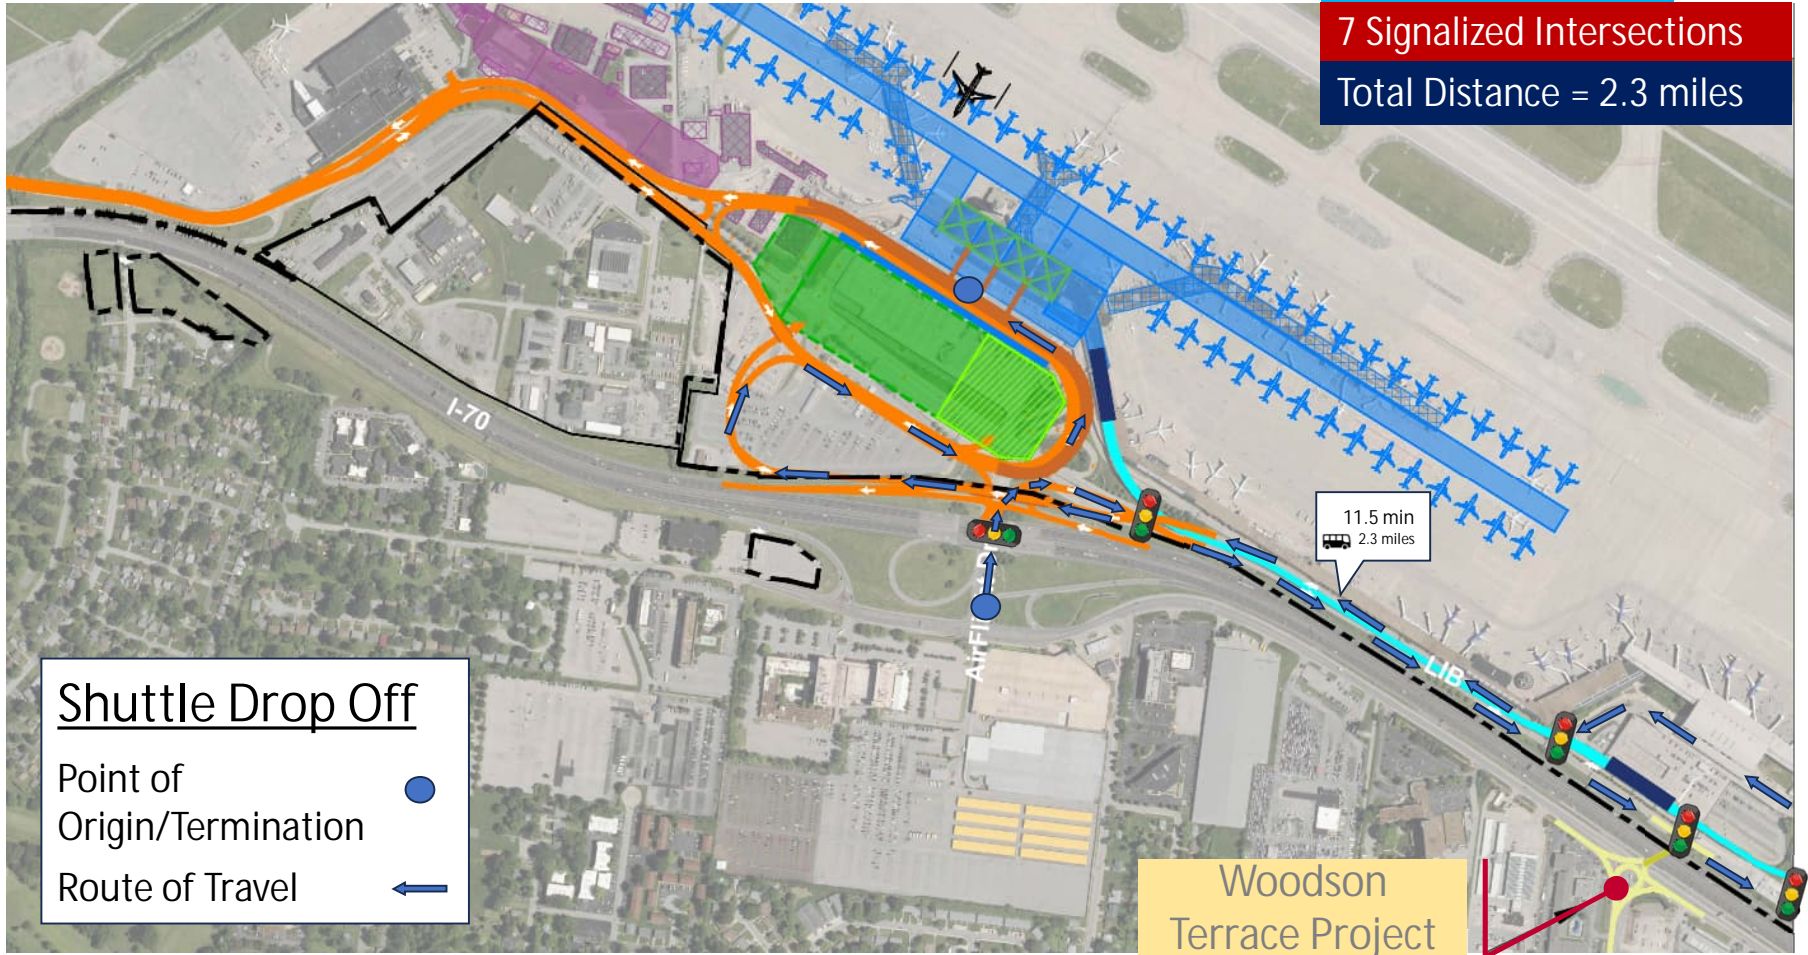 7 Signalized Intersections
Total Distance = 2.3 miles
I-70
11.5 min
2.3 miles
LIB
Shuttle Drop Off
Point of
Origin/Termination
Route of Travel
Woodson
Terrace Project